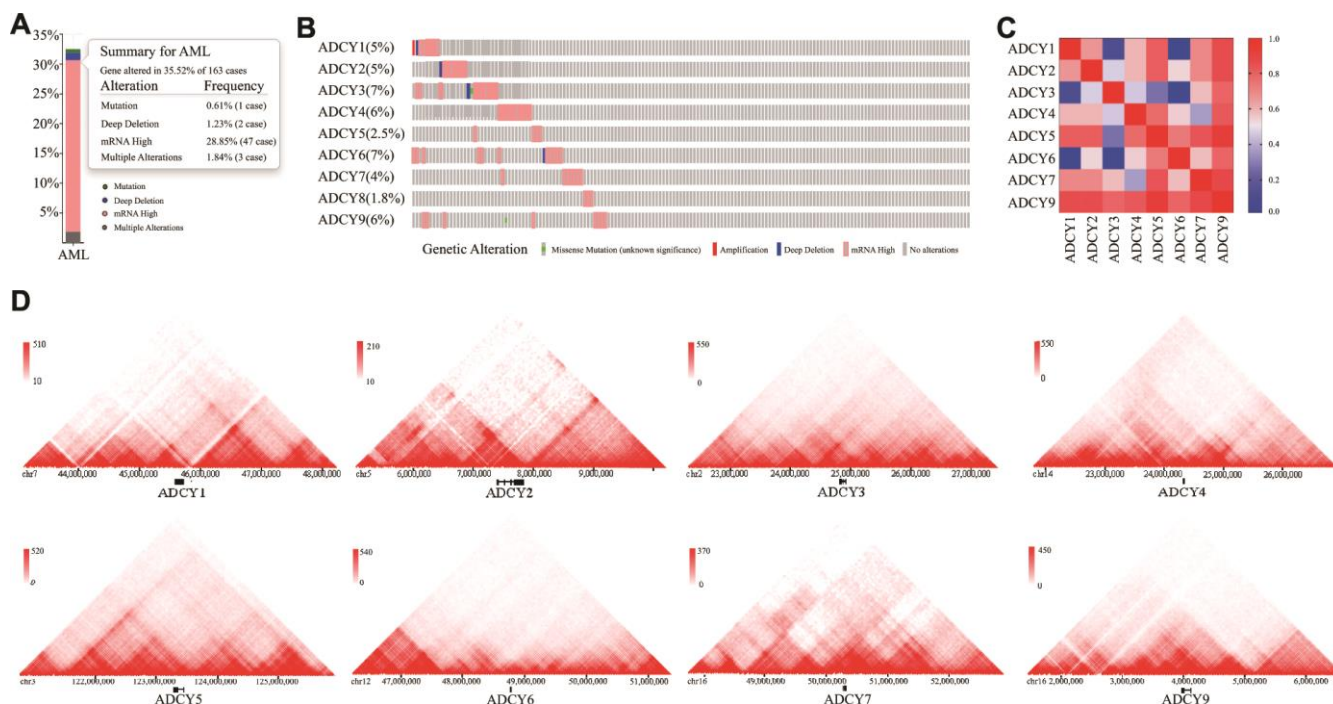 A
35%
30%
25%
20%
15%
10%
5%
AML
Summary for AML
Gene altered in 35.52% of 163 cases
Alteration Frequency
Mutation 0.61% (1 case)
Deep Deletion 1.23% (2 case)
mRNA High 28.85% (47 case)
Multiple Alterations 1.84% (3 case)
Mutation
Deep Deletion
mRNA High
Multiple Alterations
B
ADCY1(5%)
ADCY2(5%)
ADCY3(7%)
ADCY4(6%)
ADCY5(2.5%)
ADCY6(7%)
ADCY7(4%)
ADCY8(1.8%)
ADCY9(6%)
Genetic Alteration Missense Mutation (unknown significance) Amplification Deep Deletion mRNA High No alterations
C
ADCY1
ADCY2
ADCY3
ADCY4
ADCY5
ADCY6
ADCY7
ADCY9
ADCY1 ADCY2 ADCY3 ADCY4 ADCY5 ADCY6 ADCY7 ADCY9
1.0
0.8
0.6
0.4
0.2
0.0
D
510
10
chr7 44,000,000 45,000,000 46,000,000 47,000,000 48,000,000
ADCY1
210
10
chr5 6,000,000 7,000,000 8,000,000 9,000,000
ADCY2
550
0
chr2 23,000,000 24,000,000 25,000,000 26,000,000 27,000,000
ADCY3
550
0
chr14 23,000,000 24,000,000 25,000,000 26,000,000
ADCY4
520
0
chr3 122,000,000 123,000,000 124,000,000 125,000,000
ADCY5
540
0
chr12 47,000,000 48,000,000 49,000,000 50,000,000 51,000,000
ADCY6
370
0
chr16 49,000,000 50,000,000 51,000,000 52,000,000
ADCY7
450
0
chr16 2,000,000 3,000,000 4,000,000 5,000,000 6,000,000
ADCY9